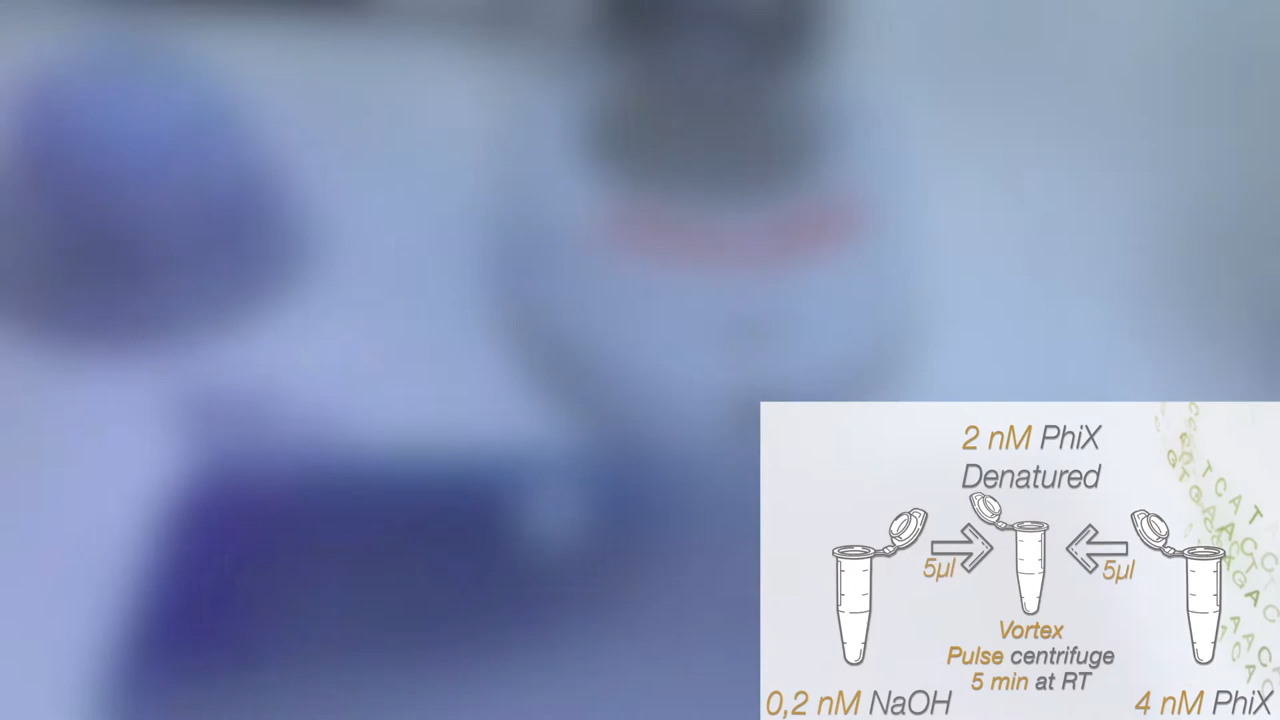 2 nM PhiX
Denatured
5µl
5µl
Vortex
Pulse centrifuge
5 min at RT
0,2 nM NaOH
4 nM PhiX